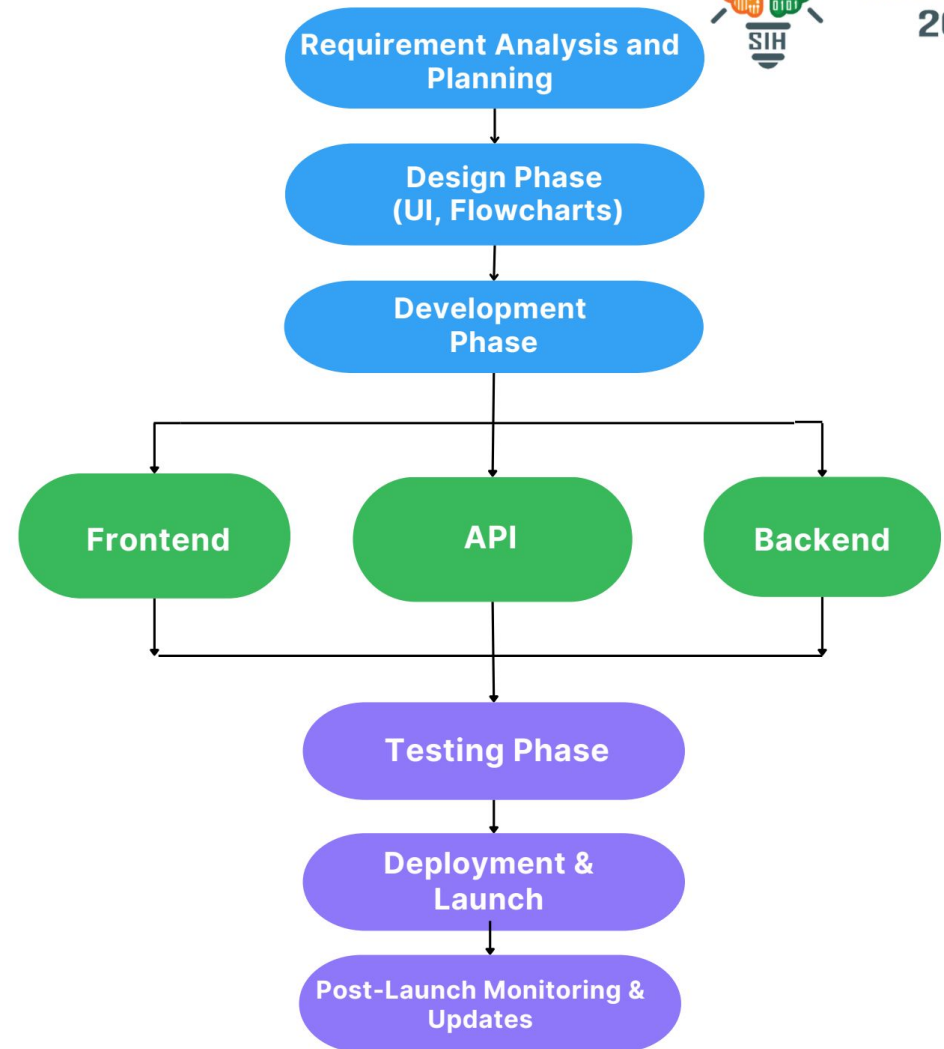 SIH
Requirement Analysis and
Planning
Design Phase
(UI, Flowcharts)
Development
Phase
Frontend
API
Backend
Testing Phase
Deployment &
Launch
Post-Launch Monitoring &
Updates